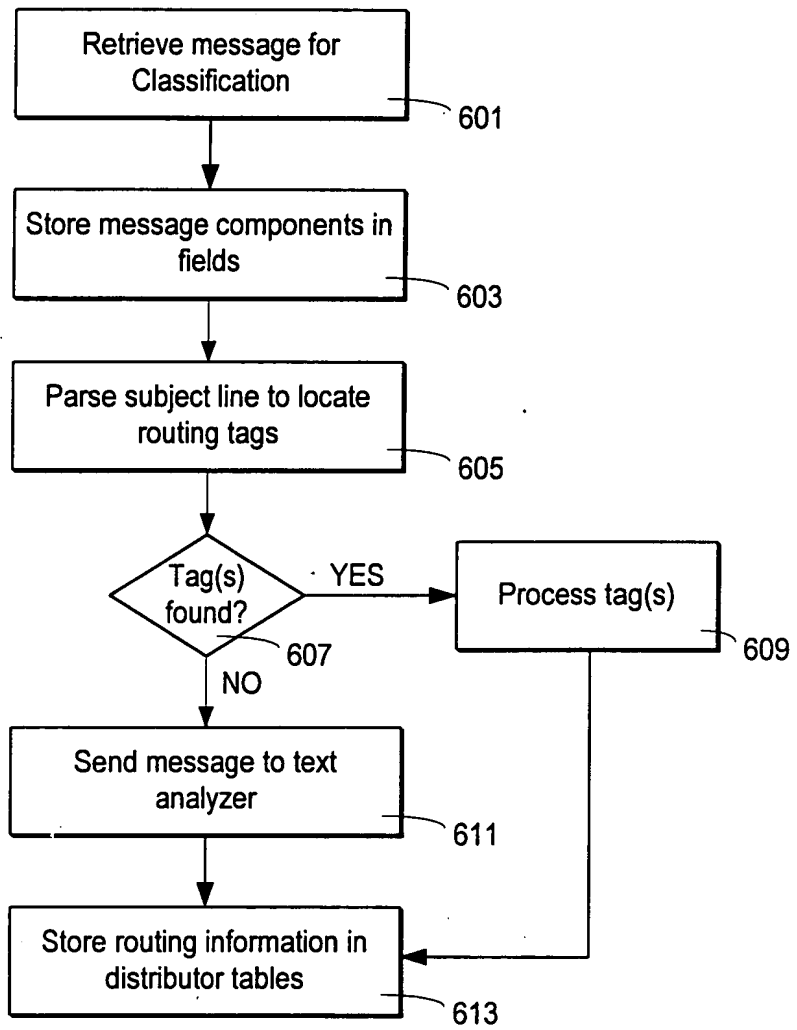 Retrieve message for
Classification
601
Store message components in
fields
603
Parse subject line to locate
routing tags
605
Tag(s)
found?
607
YES
Process tag(s)
609
NO
Send message to text
analyzer
611
Store routing information in
distributor tables
613